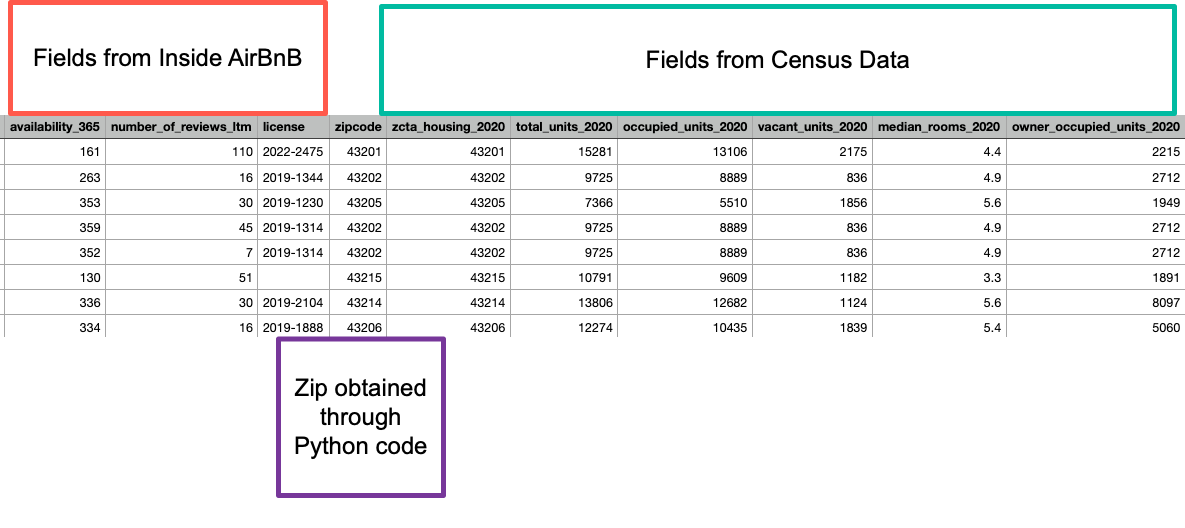 Fields from Inside AirBnB
Fields from Census Data
availability_365 number_of_reviews_ltm license zipcode zcta_housing_2020 total_units_2020 occupied_units_2020 vacant_units_2020 median_rooms_2020 owner_occupied_units_2020
161 110 2022-2475 43201 43201 15281 13106 2175 4.4 2215
263 16 2019-1344 43202 43202 9725 8889 836 4.9 2712
353 30 2019-1230 43205 43205 7366 5510 1856 5.6 1949
359 45 2019-1314 43202 43202 9725 8889 836 4.9 2712
352 7 2019-1314 43202 43202 9725 8889 836 4.9 2712
130 51 43215 43215 10791 9609 1182 3.3 1891
336 30 2019-2104 43214 43214 13806 12682 1124 5.6 8097
334 16 2019-1888 43206 43206 12274 10435 1839 5.4 5060
Zip obtained
through
Python code